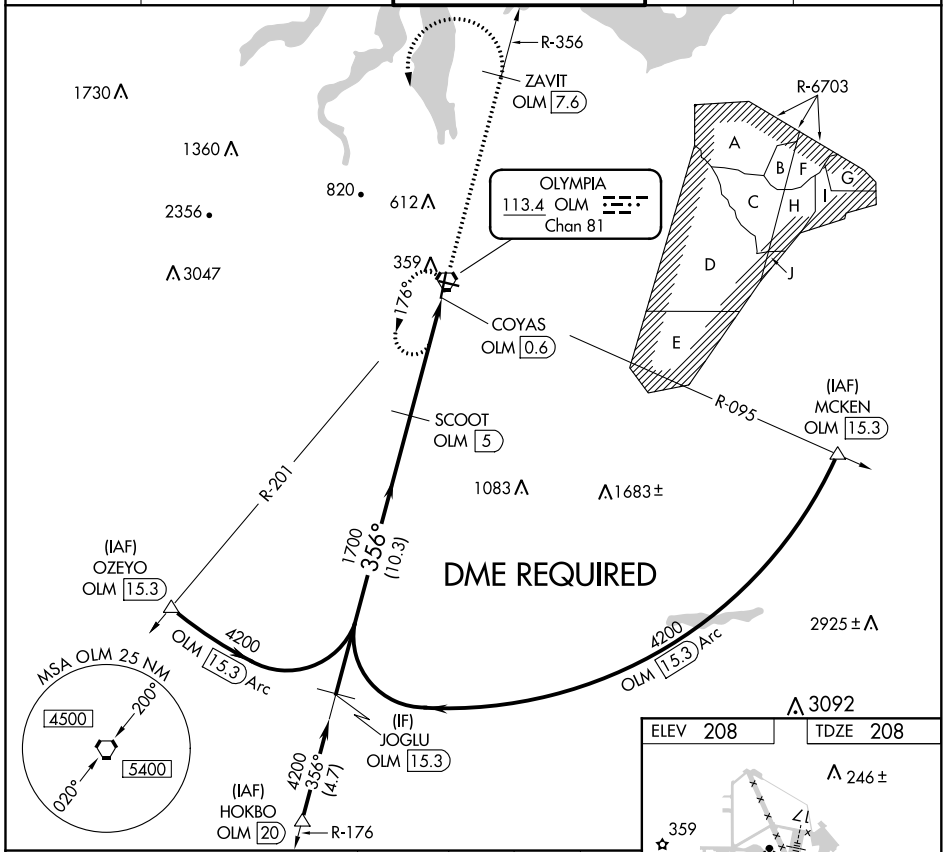 R-356
ZAVIT
OLM 7.6
R-6703
1730
1360
820
612
2356
3047
359
OLYMPIA
113.4 OLM
Chan 81
A
B
F
G
C
H
I
D
J
E
176°
COYAS
OLM 0.6
R-095
(IAF)
MCKEN
OLM 15.3
SCOOT
OLM 5
R-201
1083
1683±
1700
356°
(10.3)
DME REQUIRED
(IAF)
OZEYO
OLM 15.3
4200
OLM 15.3 Arc
4200
OLM 15.3 Arc
2925±
3092
MSA OLM 25 NM
4500
200°
5400
020°
(IF)
JOGLU
OLM 15.3
4200
356°
(4.7)
(IAF)
HOKBO
OLM 20
R-176
ELEV 208
TDZE 208
246±
359
17